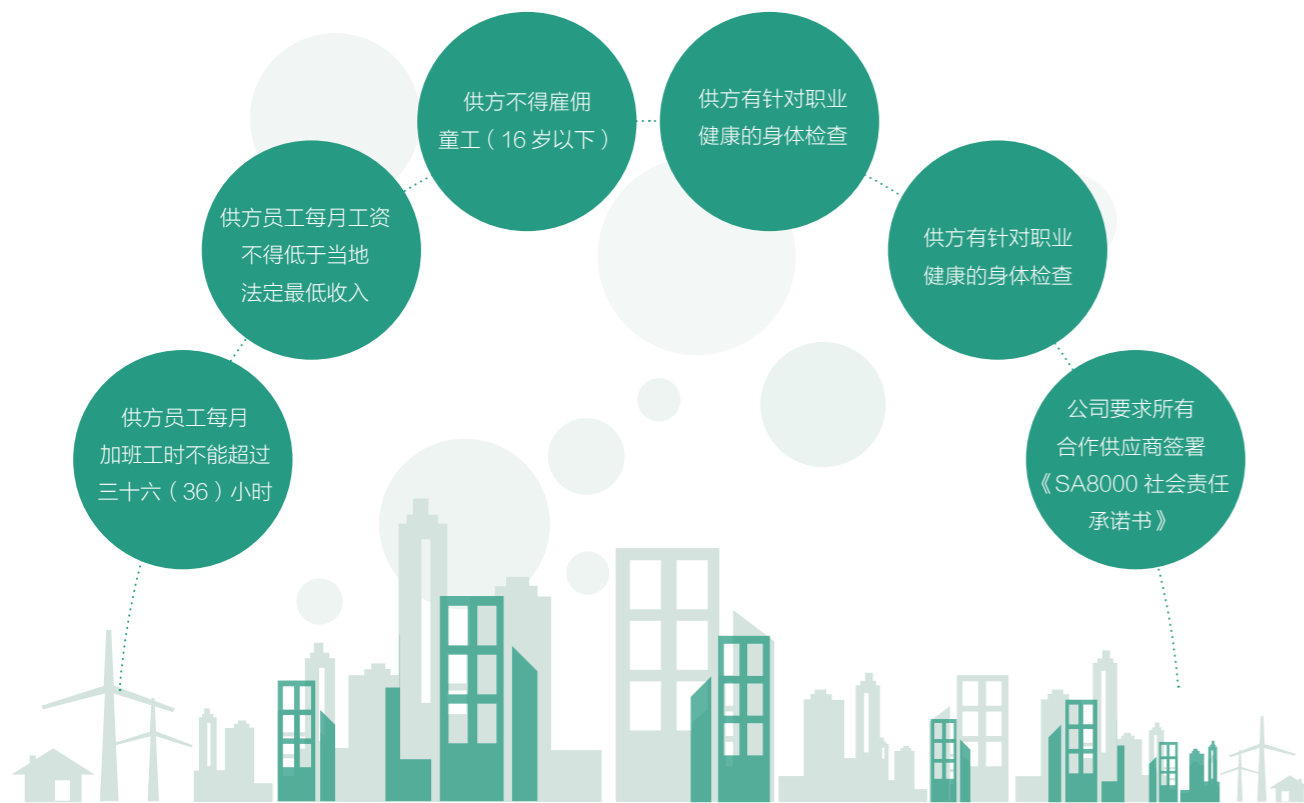 供方员工每月
加班工时不能超过
三十六（36）小时
供方员工每月工资
不得低于当地
法定最低收入
供方不得雇佣
童工（16 岁以下）
供方有针对职业
健康的身体检查
供方有针对职业
健康的身体检查
公司要求所有
合作供应商签署
《SA8000 社会责任
承诺书》